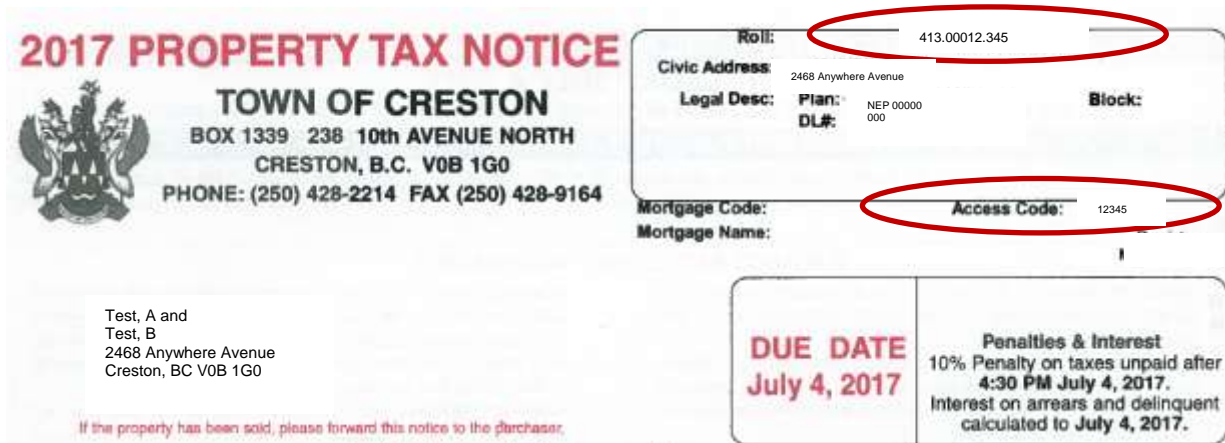 2017 PROPERTY TAX NOTICE
TOWN OF CRESTON
BOX 1339 238 10th AVENUE NORTH
CRESTON, B.C. V0B 1G0
PHONE: (250) 428-2214 FAX (250) 428-9164
Roll: 413.00012.345
Civic Address:
2468 Anywhere Avenue
Legal Desc: Plan: NEP 00000 Block:
DL#: 000
Mortgage Code: Access Code: 12345
Mortgage Name:
Test, A and
Test, B
2468 Anywhere Avenue
Creston, BC V0B 1G0
If the property has been sold, please forward this notice to the purchaser.
DUE DATE
July 4, 2017
Penalties & Interest
10% Penalty on taxes unpaid after
4:30 PM July 4, 2017.
Interest on arrears and delinquent
calculated to July 4, 2017.